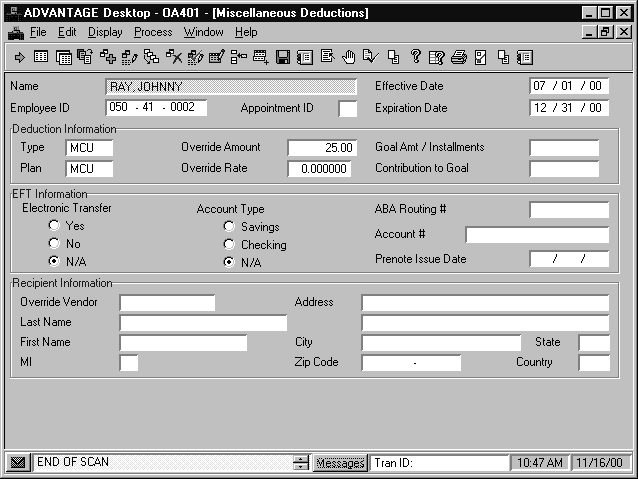 ADVANTAGE Desktop - OA401 - [Miscellaneous Deductions]
File Edit Display Process Window Help
Name RAY, JOHNNY Effective Date 07 / 01 / 00
Employee ID 050 - 41 - 0002 Appointment ID Expiration Date 12 / 31 / 00
Deduction Information
Type MCU Override Amount 25.00 Goal Amt / Installments
Plan MCU Override Rate 0.000000 Contribution to Goal
EFT Information
Electronic Transfer Account Type ABA Routing #
Yes Savings
No Checking Account #
N/A N/A Prenote Issue Date / /
Recipient Information
Override Vendor Address
Last Name
First Name City State
MI Zip Code - Country
END OF SCAN Messages Tran ID: 10:47 AM 11/16/00